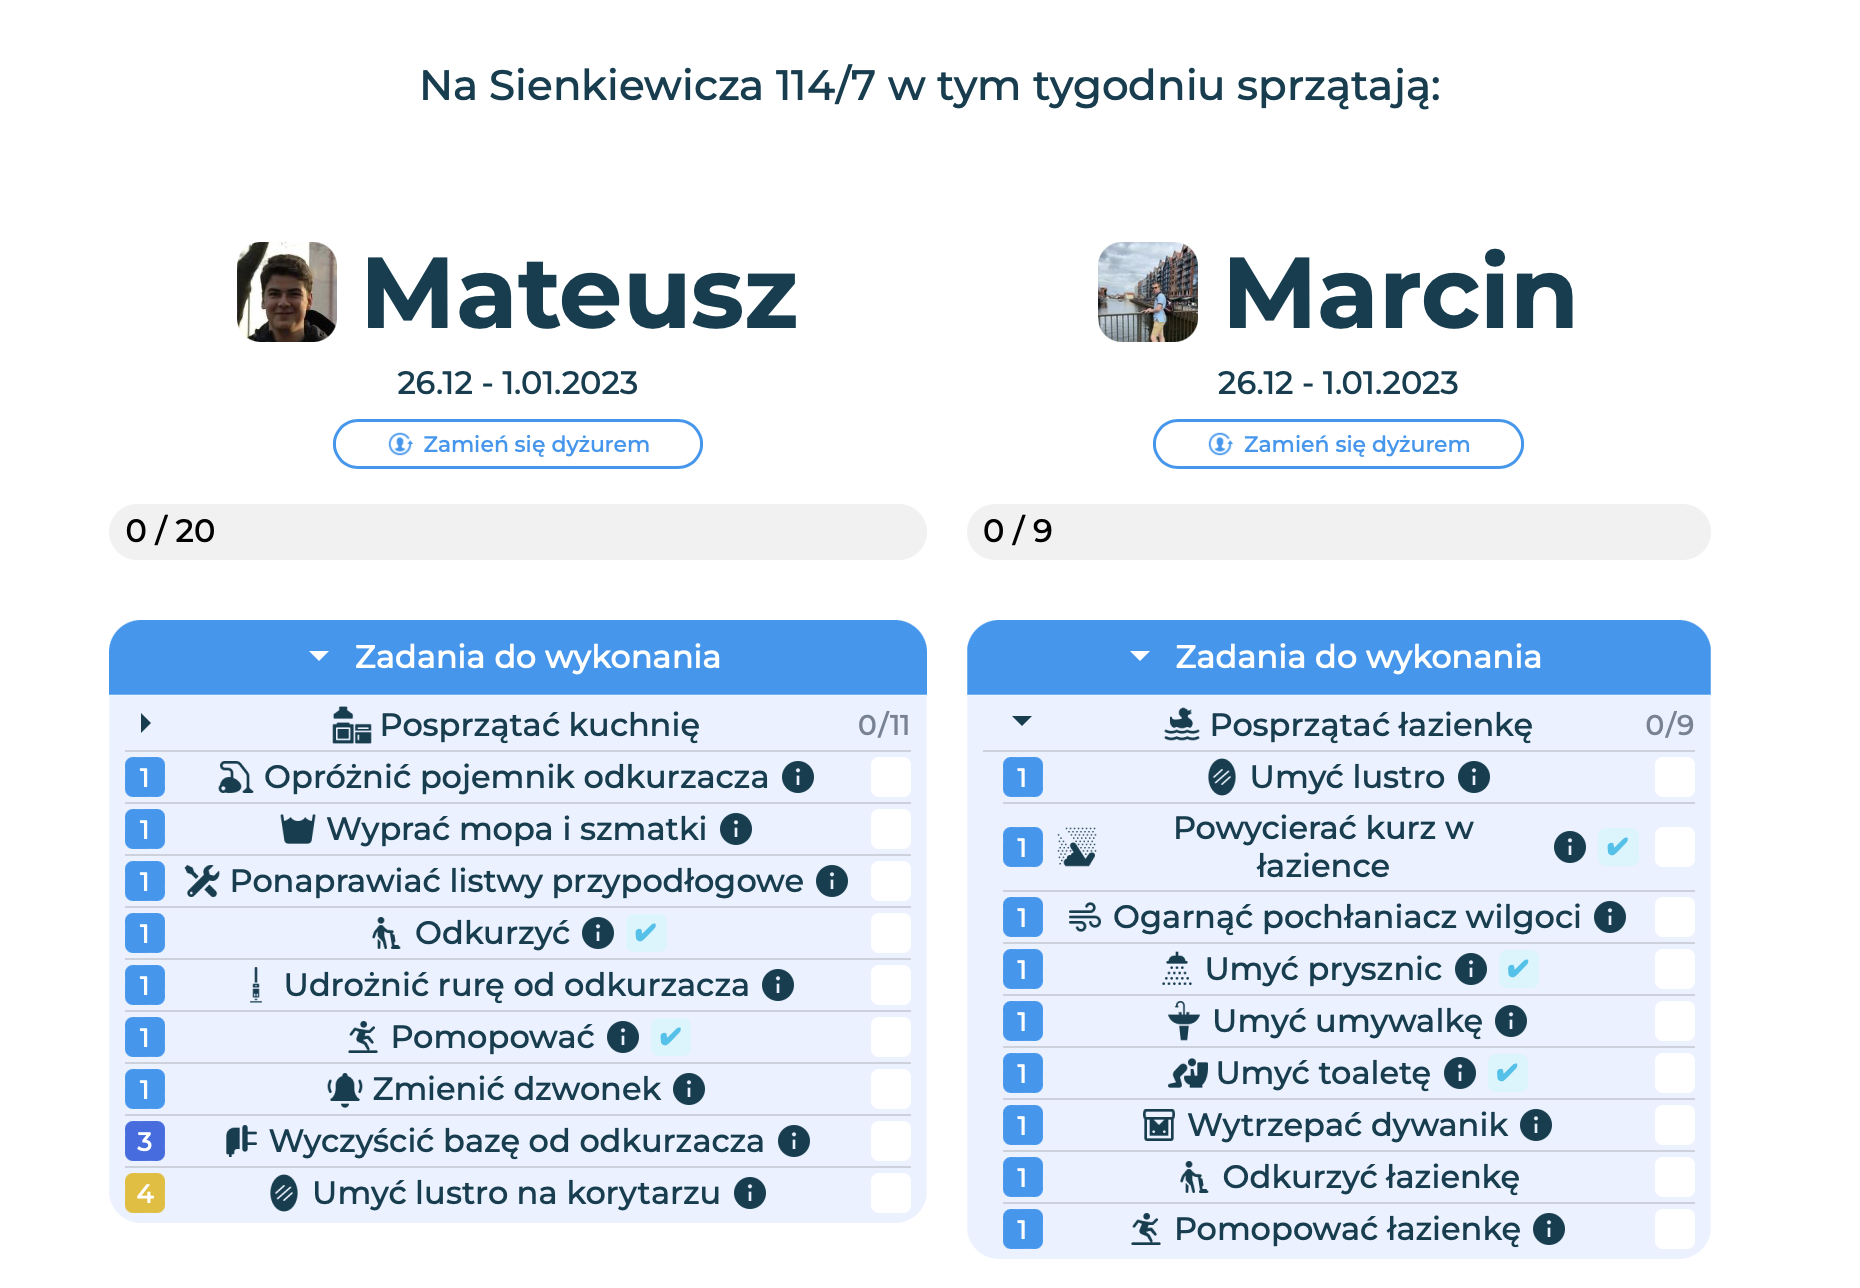 Na Sienkiewicza 114/7 w tym tygodniu sprzątają:
Mateusz
26.12 - 1.01.2023
Zamień się dyżurem
0 / 20
Zadania do wykonania
Posprzątać kuchnię 0/11
1 Opróżnić pojemnik odkurzacza
1 Wyprać mopa i szmatki
1 Ponaprawiać listwy przypodłogowe
1 Odkurzyć
1 Udrożnić rurę od odkurzacza
1 Pomopować
1 Zmienić dzwonek
3 Wyczyścić bazę od odkurzacza
4 Umyć lustro na korytarzu
Marcin
26.12 - 1.01.2023
Zamień się dyżurem
0 / 9
Zadania do wykonania
Posprzątać łazienkę 0/9
1 Umyć lustro
1 Powycierać kurz w
łazience
1 Ogarnąć pochłaniacz wilgoci
1 Umyć prysznic
1 Umyć umywalkę
1 Umyć toaletę
1 Wytrzepać dywanik
1 Odkurzyć łazienkę
1 Pomopować łazienkę